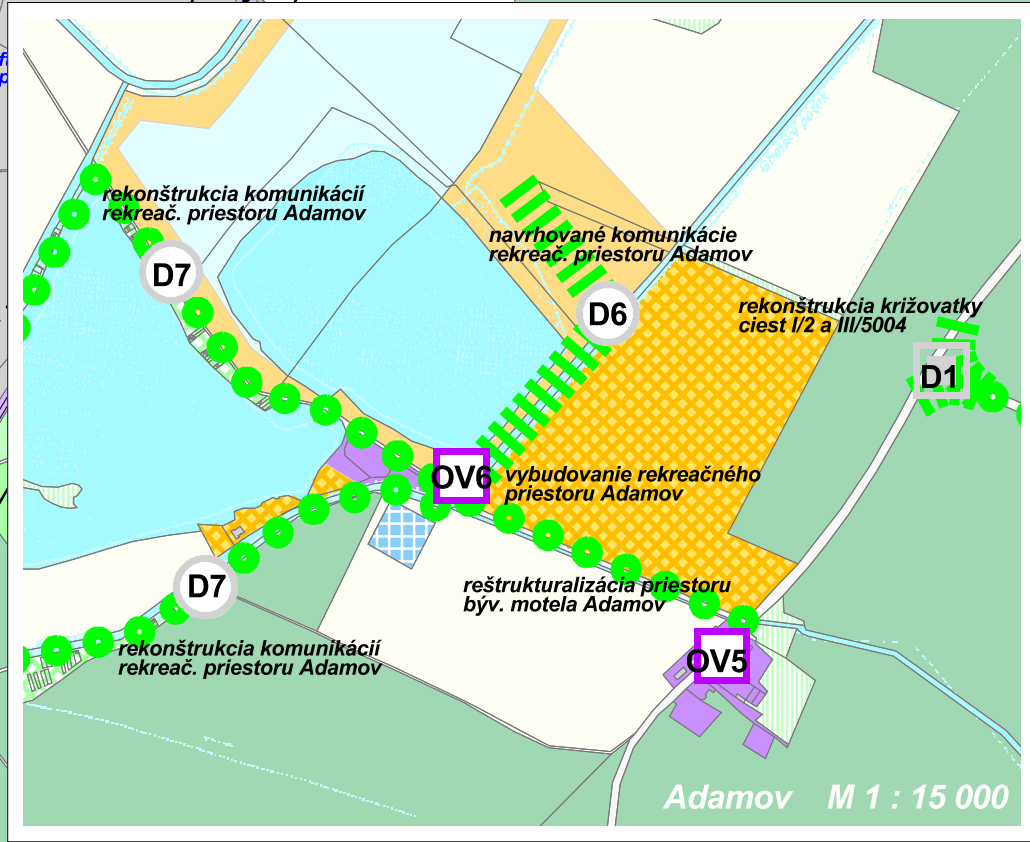 rekonštrukcia komunikácií
rekreač. priestoru Adamov
D7
Gbelský potok
navrhované komunikácie
rekreač. priestoru Adamov
D6
rekonštrukcia križovatky
ciest I/2 a III/5004
D1
OV6
vybudovanie rekreačného
priestoru Adamov
D7
reštrukturalizácia priestoru
býv. motela Adamov
rekonštrukcia komunikácií
rekreač. priestoru Adamov
OV5
Adamov M 1 : 15 000